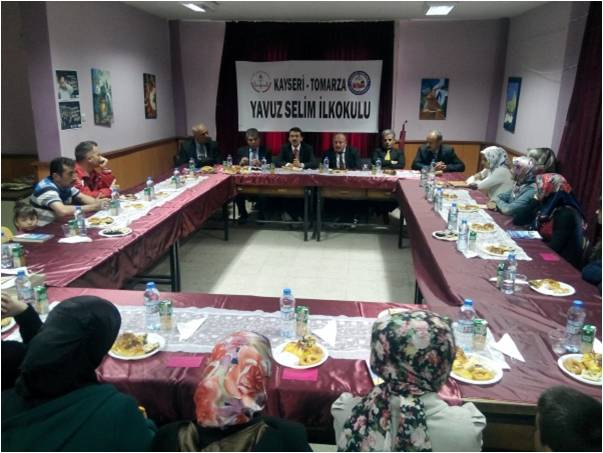 KAYSERİ - TOMARZA
YAVUZ SELİM İLKOKULU